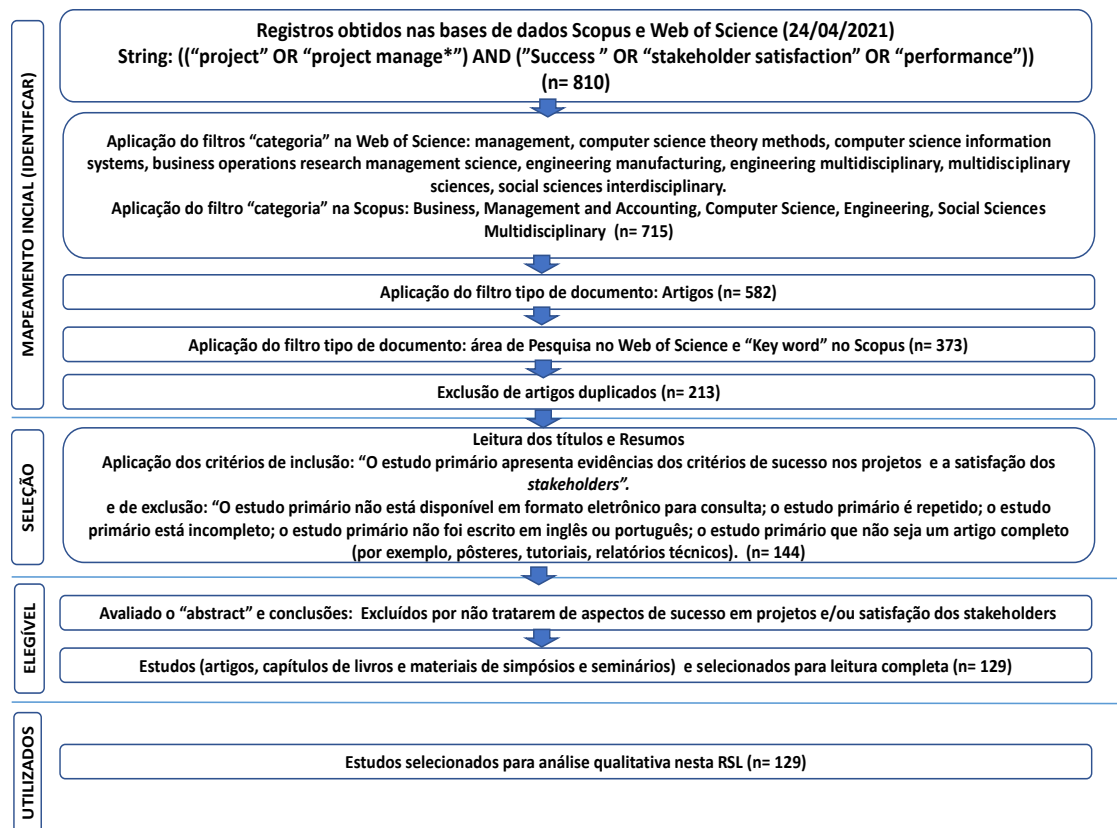 MAPEAMENTO INCIAL (IDENTIFCAR)
Registros obtidos nas bases de dados Scopus e Web of Science (24/04/2021)
String: ((“project” OR “project manage*”) AND (”Success ” OR “stakeholder satisfaction” OR “performance”))
(n= 810)
Aplicação do filtros “categoria” na Web of Science: management, computer science theory methods, computer science information
systems, business operations research management science, engineering manufacturing, engineering multidisciplinary, multidisciplinary
sciences, social sciences interdisciplinary.
Aplicação do filtro “categoria” na Scopus: Business, Management and Accounting, Computer Science, Engineering, Social Sciences
Multidisciplinary (n= 715)
Aplicação do filtro tipo de documento: Artigos (n= 582)
Aplicação do filtro tipo de documento: área de Pesquisa no Web of Science e “Key word” no Scopus (n= 373)
Exclusão de artigos duplicados (n= 213)
SELEÇÃO
Leitura dos títulos e Resumos
Aplicação dos critérios de inclusão: “O estudo primário apresenta evidências dos critérios de sucesso nos projetos e a satisfação dos
stakeholders”.
e de exclusão: “O estudo primário não está disponível em formato eletrônico para consulta; o estudo primário é repetido; o estudo
primário está incompleto; o estudo primário não foi escrito em inglês ou português; o estudo primário que não seja um artigo completo
(por exemplo, pôsteres, tutoriais, relatórios técnicos). (n= 144)
ELEGÍVEL
Avaliado o “abstract” e conclusões: Excluídos por não tratarem de aspectos de sucesso em projetos e/ou satisfação dos stakeholders
Estudos (artigos, capítulos de livros e materiais de simpósios e seminários) e selecionados para leitura completa (n= 129)
UTILIZADOS
Estudos selecionados para análise qualitativa nesta RSL (n= 129)